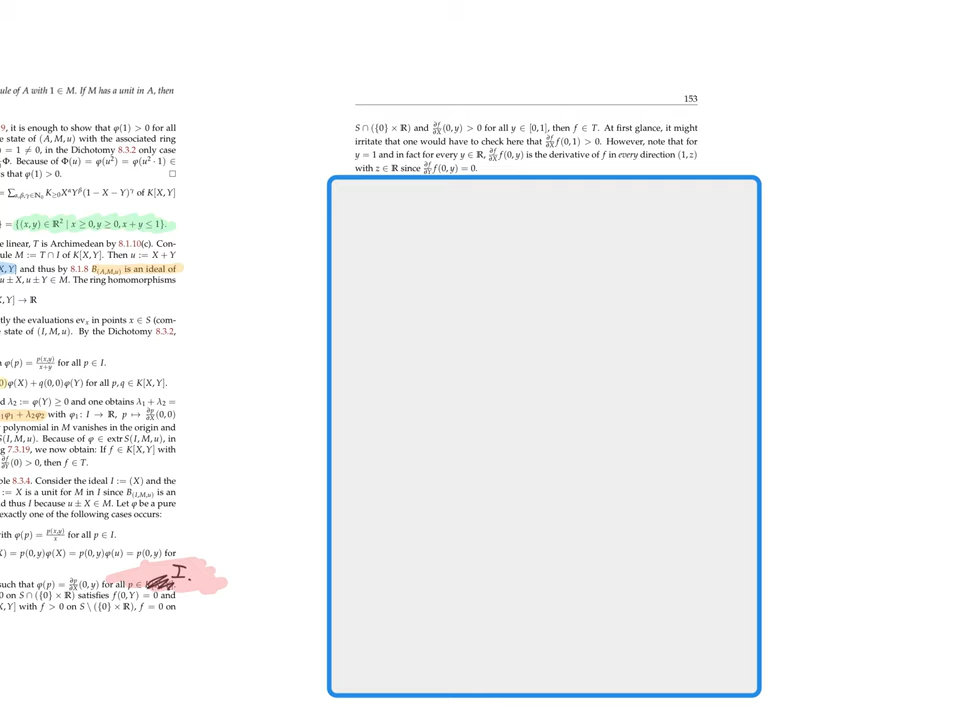 ule of A with 1 ∈ M. If M has a unit in A, then
9, it is enough to show that φ(1) > 0 for all
e state of (A, M, u) with the associated ring
) = 1 ≠ 0, in the Dichotomy 8.3.2 only case
Φ. Because of Φ(u) = φ(u²) = φ(u² · 1) ∈
s that φ(1) > 0. □
= ∑_{α,β,γ∈ℕ₀} K_{≥0}X^αY^β(1 − X − Y)^γ of K[X, Y]
} = {(x, y) ∈ ℝ² | x ≥ 0, y ≥ 0, x + y ≤ 1}.
e linear, T is Archimedean by 8.1.10(c). Con-
ule M := T ∩ I of K[X, Y]. Then u := X + Y
X, Y] and thus by 8.1.8 B_{(A,M,u)} is an ideal of
u ± X, u ± Y ∈ M. The ring homomorphisms
X, Y] → ℝ
tly the evaluations ev_x in points x ∈ S (com-
e state of (I, M, u). By the Dichotomy 8.3.2,
h φ(p) = p(x,y)/x+y for all p ∈ I.
0)φ(X) + q(0, 0)φ(Y) for all p, q ∈ K[X, Y].
d λ₂ := φ(Y) ≥ 0 and one obtains λ₁ + λ₂ =
₁φ₁ + λ₂φ₂ with φ₁ : I → ℝ, p ↦ ∂p/∂X(0, 0)
polynomial in M vanishes in the origin and
S(I, M, u). Because of φ ∈ extr S(I, M, u), in
g 7.3.19, we now obtain: If f ∈ K[X, Y] with
∂f/∂Y(0) > 0, then f ∈ T.
ple 8.3.4. Consider the ideal I := (X) and the
:= X is a unit for M in I since B_{(I,M,u)} is an
d thus I because u ± X ∈ M. Let φ be a pure
exactly one of the following cases occurs:
with φ(p) = p(x,y)/x for all p ∈ I.
X) = p(0, y)φ(X) = p(0, y)φ(u) = p(0, y) for
I.
such that φ(p) = ∂p/∂X(0, y) for all p ∈
0 on S ∩ ({0} × ℝ) satisfies f(0, Y) = 0 and
X, Y] with f > 0 on S \ ({0} × ℝ), f = 0 on
153
S ∩ ({0} × ℝ) and ∂f/∂X f(0, y) > 0 for all y ∈ [0, 1], then f ∈ T. At first glance, it might
irritate that one would have to check here that ∂f/∂X f(0, 1) > 0. However, note that for
y = 1 and in fact for every y ∈ ℝ, ∂f/∂X f(0, y) is the derivative of f in every direction (1, z)
with z ∈ ℝ since ∂f/∂Y f(0, y) = 0.